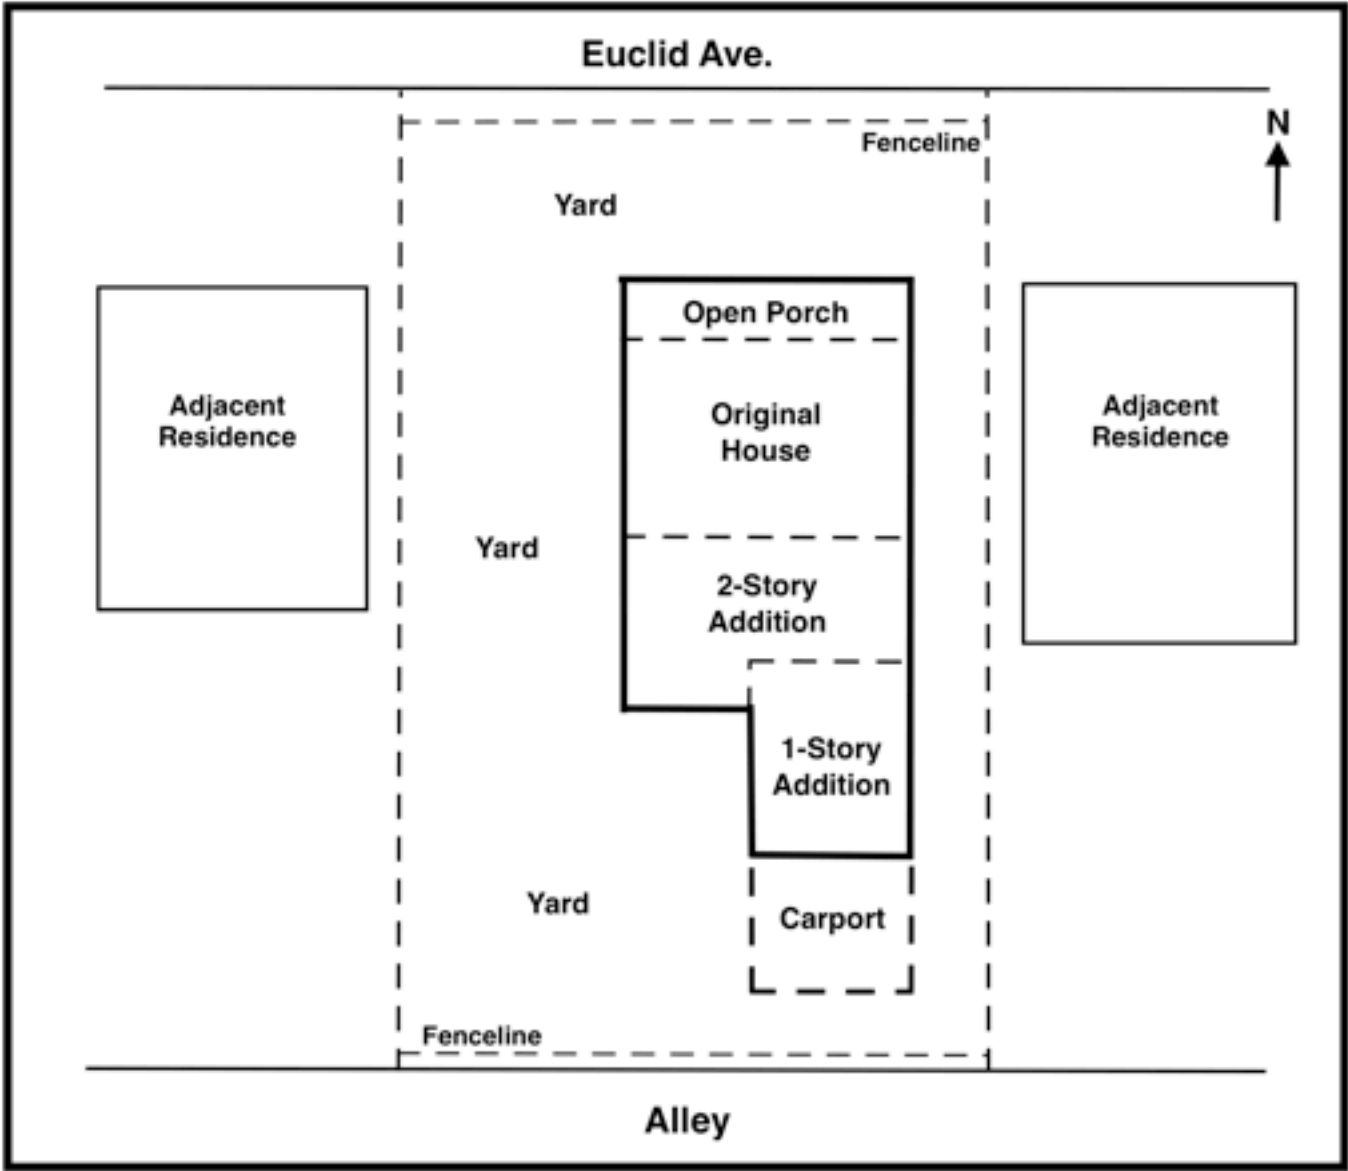 Euclid Ave.
N
Fenceline
Yard
Open Porch
Adjacent
Residence
Original
House
Adjacent
Residence
Yard
2-Story
Addition
1-Story
Addition
Yard
Carport
Fenceline
Alley